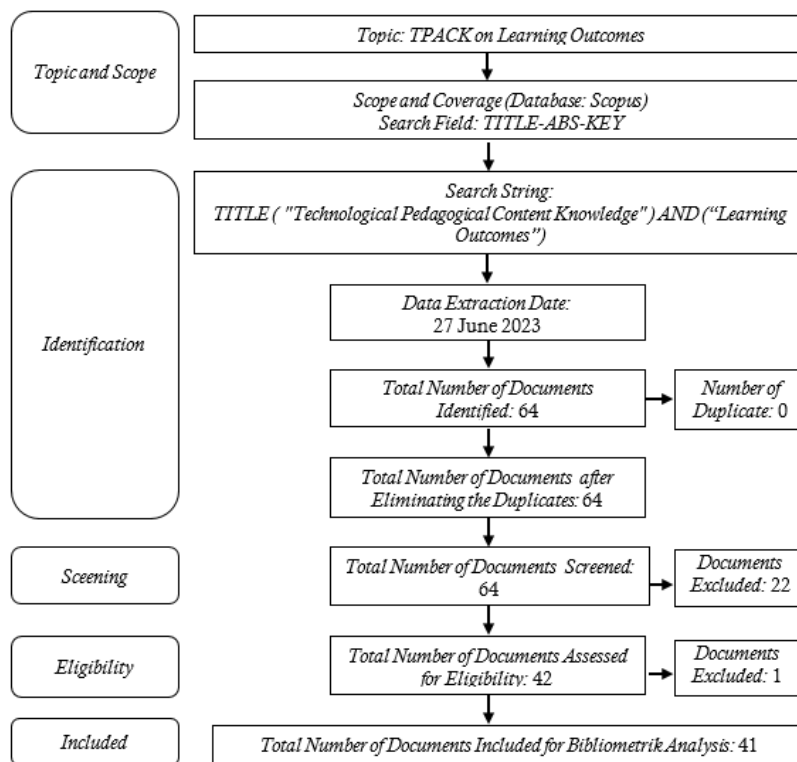 Topic and Scope
Topic: TPACK on Learning Outcomes
Scope and Coverage (Database: Scopus)
Search Field: TITLE-ABS-KEY
Identification
Search String:
TITLE ( "Technological Pedagogical Content Knowledge" ) AND (“Learning
Outcomes”)
Data Extraction Date:
27 June 2023
Total Number of Documents
Identified: 64
Number of
Duplicate: 0
Total Number of Documents after
Eliminating the Duplicates: 64
Sceening
Total Number of Documents Screened:
64
Documents
Excluded: 22
Eligibility
Total Number of Documents Assessed
for Eligibility: 42
Documents
Excluded: 1
Included
Total Number of Documents Included for Bibliometrik Analysis: 41